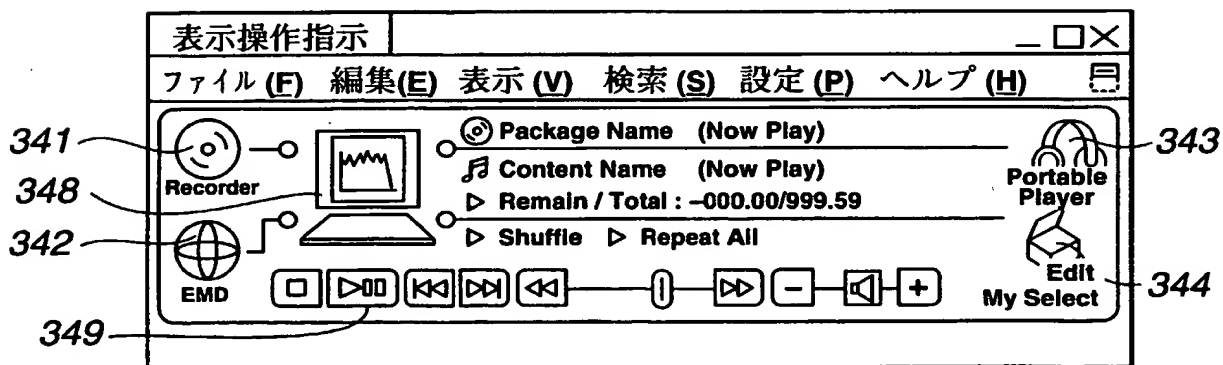 表示操作指示
ファイル (F) 編集(E) 表示 (V) 検索 (S) 設定 (P) ヘルプ (H)
341
Recorder
348
342
EMD
349
Package Name (Now Play)
Content Name (Now Play)
Remain / Total : –000.00/999.59
Shuffle Repeat All
343
Portable
Player
Edit
My Select
344